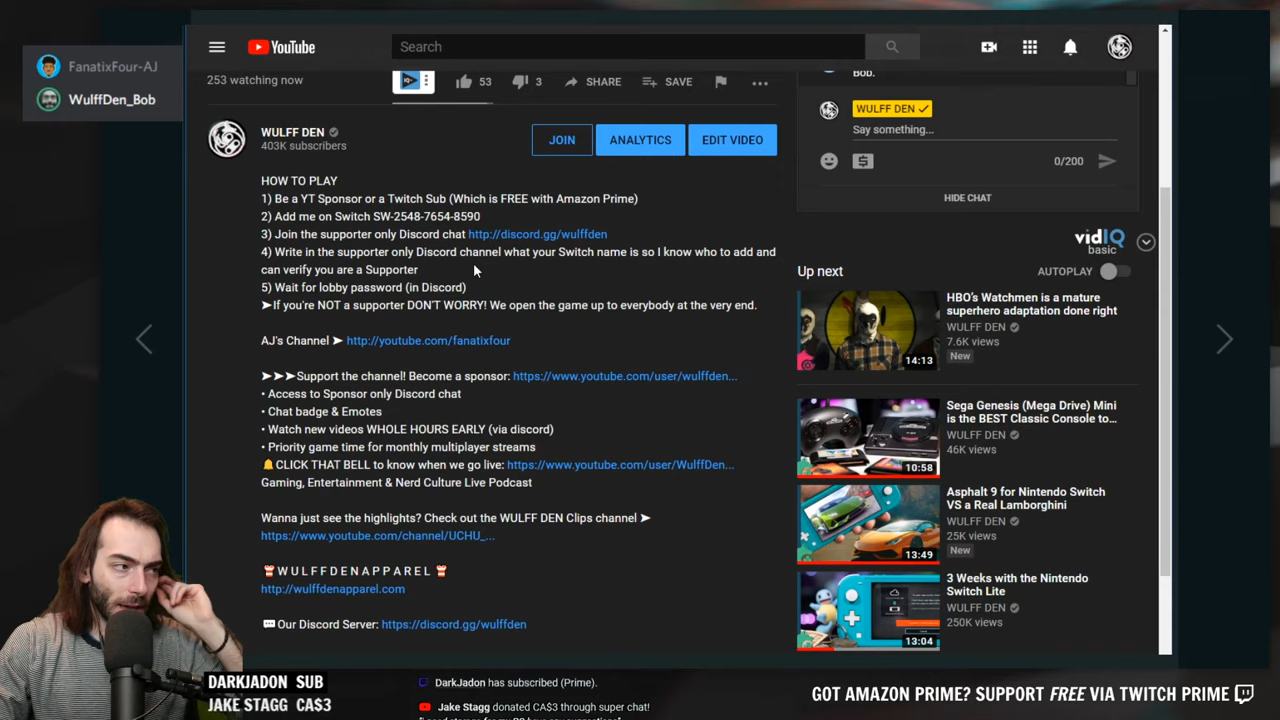 FanatixFour-AJ
WulffDen_Bob
YouTube
Search
253 watching now
53
3
SHARE
SAVE
WULFF DEN
403K subscribers
JOIN
ANALYTICS
EDIT VIDEO
HOW TO PLAY
1) Be a YT Sponsor or a Twitch Sub (Which is FREE with Amazon Prime)
2) Add me on Switch SW-2548-7654-8590
3) Join the supporter only Discord chat http://discord.gg/wulffden
4) Write in the supporter only Discord channel what your Switch name is so I know who to add and
can verify you are a Supporter
5) Wait for lobby password (in Discord)
➤If you're NOT a supporter DON'T WORRY! We open the game up to everybody at the very end.
AJ's Channel ➤ http://youtube.com/fanatixfour
➤➤➤Support the channel! Become a sponsor: https://www.youtube.com/user/wulffden...
• Access to Sponsor only Discord chat
• Chat badge & Emotes
• Watch new videos WHOLE HOURS EARLY (via discord)
• Priority game time for monthly multiplayer streams
🔔CLICK THAT BELL to know when we go live: https://www.youtube.com/user/WulffDen...
Gaming, Entertainment & Nerd Culture Live Podcast
Wanna just see the highlights? Check out the WULFF DEN Clips channel ➤
https://www.youtube.com/channel/UCHU_...
W U L F F D E N A P P A R E L
http://wulffdenapparel.com
💬Our Discord Server: https://discord.gg/wulffden
Bob.
WULFF DEN ✓
Say something...
0/200
HIDE CHAT
vidIQ
basic
Up next
AUTOPLAY
HBO's Watchmen is a mature
superhero adaptation done right
WULFF DEN
7.6K views
New
14:13
Sega Genesis (Mega Drive) Mini
is the BEST Classic Console to...
WULFF DEN
46K views
10:58
Asphalt 9 for Nintendo Switch
VS a Real Lamborghini
WULFF DEN
25K views
New
13:49
3 Weeks with the Nintendo
Switch Lite
WULFF DEN
250K views
13:04
DARKJADON SUB
JAKE STAGG CA$3
DarkJadon has subscribed (Prime).
Jake Stagg donated CA$3 through super chat!
GOT AMAZON PRIME? SUPPORT FREE VIA TWITCH PRIME